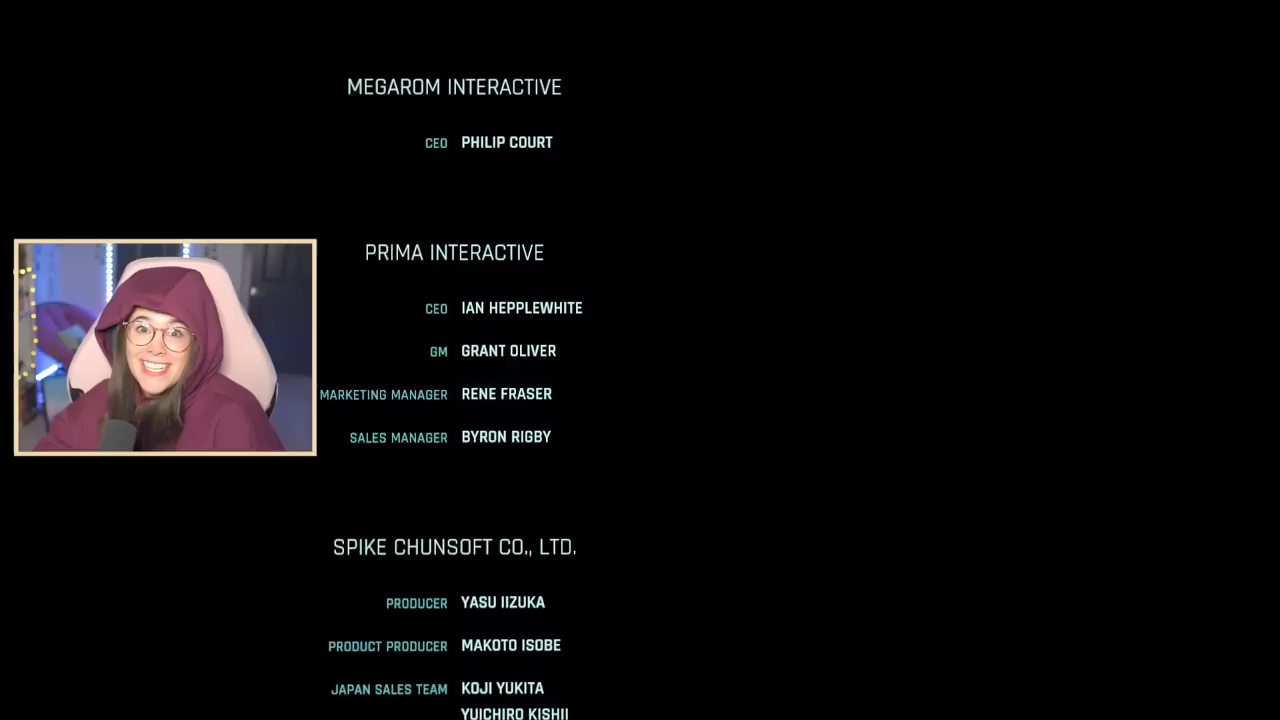 MEGAROM INTERACTIVE
CEO PHILIP COURT
PRIMA INTERACTIVE
CEO IAN HEPPLEWHITE
GM GRANT OLIVER
MARKETING MANAGER RENE FRASER
SALES MANAGER BYRON RIGBY
SPIKE CHUNSOFT CO., LTD.
PRODUCER YASU IIZUKA
PRODUCT PRODUCER MAKOTO ISOBE
JAPAN SALES TEAM KOJI YUKITA
YUICHIRO KISHII